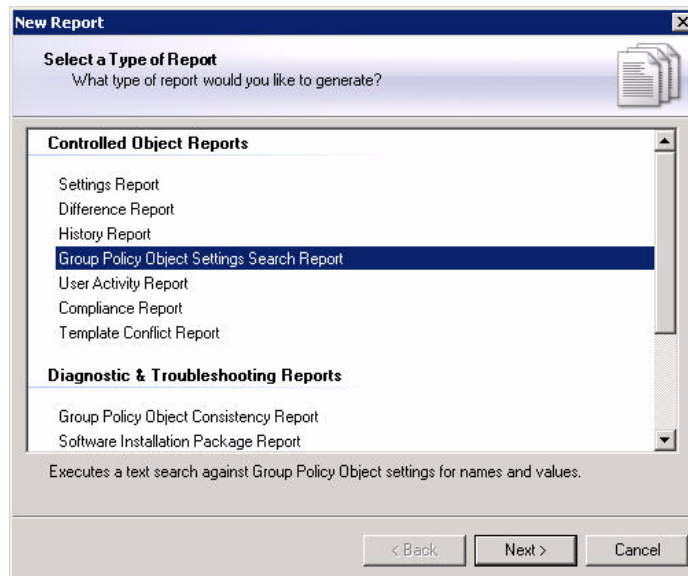 New Report
Select a Type of Report
What type of report would you like to generate?
Controlled Object Reports
Settings Report
Difference Report
History Report
Group Policy Object Settings Search Report
User Activity Report
Compliance Report
Template Conflict Report
Diagnostic & Troubleshooting Reports
Group Policy Object Consistency Report
Software Installation Package Report
Executes a text search against Group Policy Object settings for names and values.
< Back Next > Cancel